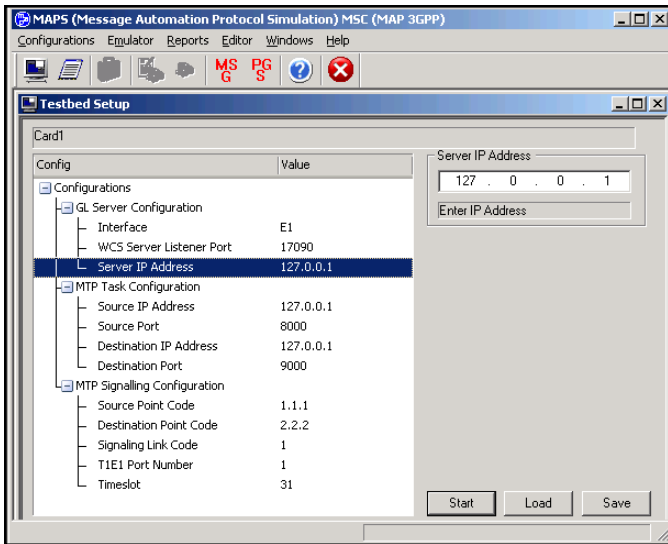 MAPS (Message Automation Protocol Simulation) MSC (MAP 3GPP)
Configurations Emulator Reports Editor Windows Help
MS G PG S ?
Testbed Setup
Card1
Config Value
Configurations
GL Server Configuration
Interface E1
WCS Server Listener Port 17090
Server IP Address 127.0.0.1
MTP Task Configuration
Source IP Address 127.0.0.1
Source Port 8000
Destination IP Address 127.0.0.1
Destination Port 9000
MTP Signalling Configuration
Source Point Code 1.1.1
Destination Point Code 2.2.2
Signaling Link Code 1
T1E1 Port Number 1
Timeslot 31
Server IP Address
127 . 0 . 0 . 1
Enter IP Address
Start Load Save